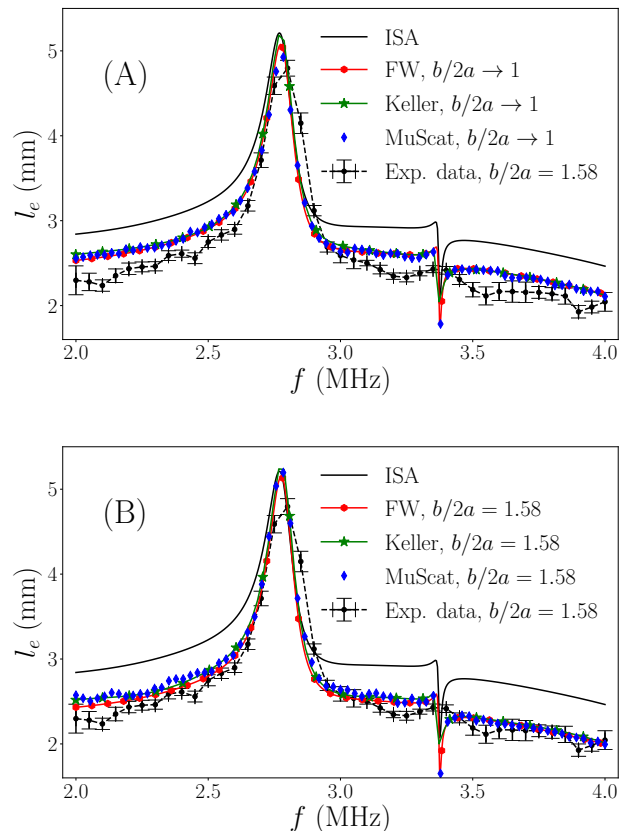 (A)
ISA
FW, b/2a → 1
Keller, b/2a → 1
MuScat, b/2a → 1
Exp. data, b/2a = 1.58
l_e (mm)
5
4
3
2
2.0 2.5 3.0 3.5 4.0
f (MHz)
(B)
ISA
FW, b/2a = 1.58
Keller, b/2a = 1.58
MuScat, b/2a = 1.58
Exp. data, b/2a = 1.58
l_e (mm)
5
4
3
2
2.0 2.5 3.0 3.5 4.0
f (MHz)